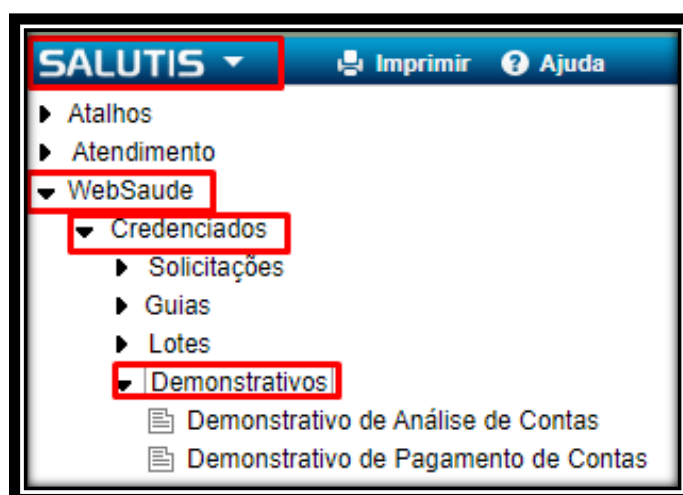 SALUTIS Imprimir Ajuda
Atalhos
Atendimento
WebSaude
Credenciados
Solicitações
Guias
Lotes
Demonstrativos
Demonstrativo de Análise de Contas
Demonstrativo de Pagamento de Contas